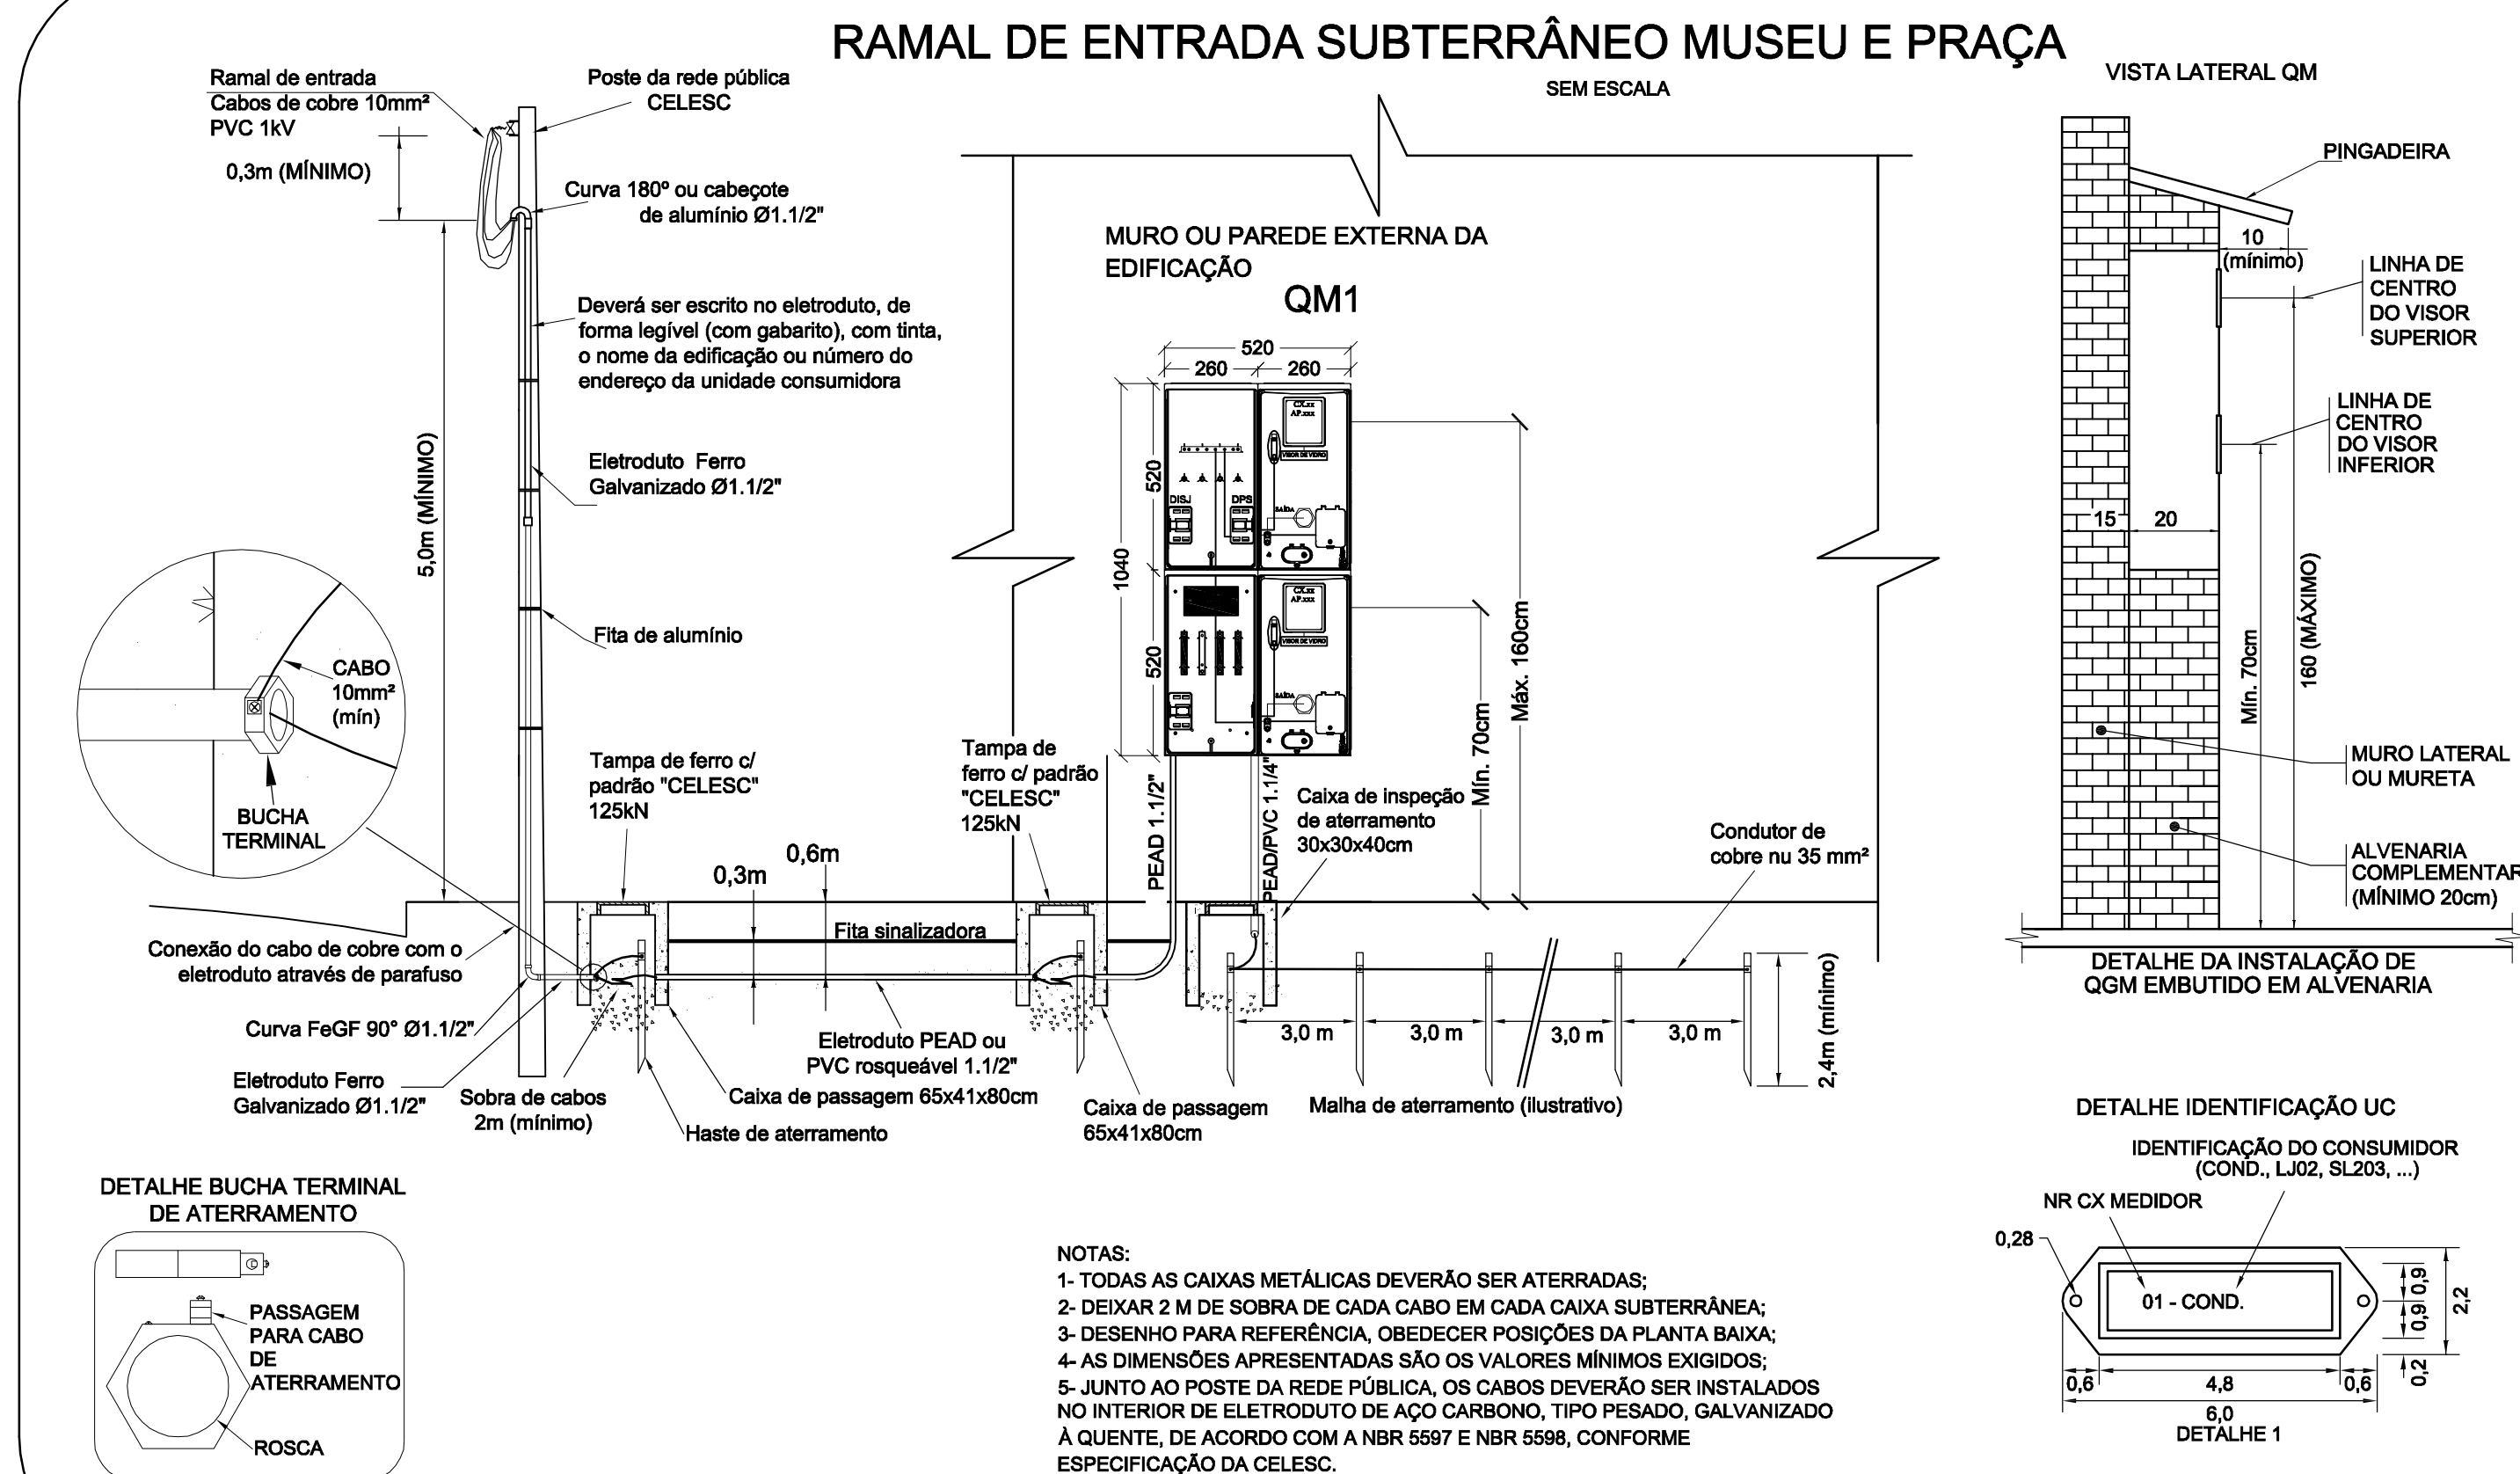 RAMAL DE ENTRADA SUBTERRÂNEO MUSEU E PRAÇA
SEM ESCALA
Ramal de entrada
Cabos de cobre 10mm²
PVC 1kV
0,3m (MÍNIMO)
Poste da rede pública
CELESC
Curva 180º ou cabeçote
de alumínio Ø1.1/2"
Deverá ser escrito no eletroduto, de
forma legível (com gabarito), com tinta,
o nome da edificação ou número do
endereço da unidade consumidora
5,0m (MÍNIMO)
Eletroduto Ferro
Galvanizado Ø1.1/2"
Fita de alumínio
CABO
10mm²
(mín)
BUCHA
TERMINAL
MURO OU PAREDE EXTERNA DA
EDIFICAÇÃO
QM1
520
260
260
1040
520
520
CX.xx
AP.xxx
VISOR DE VIDRO
DISJ
DPS
SAÍDA
CX.xx
AP.xxx
VISOR DE VIDRO
SAÍDA
Máx. 160cm
Mín. 70cm
Tampa de ferro c/
padrão "CELESC"
125kN
Tampa de
ferro c/ padrão
"CELESC"
125kN
PEAD 1.1/2"
PEAD/PVC 1.1/4"
Caixa de inspeção
de aterramento
30x30x40cm
Condutor de
cobre nu 35 mm²
0,3m
0,6m
Fita sinalizadora
Conexão do cabo de cobre com o
eletroduto através de parafuso
Curva FeGF 90° Ø1.1/2"
Eletroduto Ferro
Galvanizado Ø1.1/2"
Sobra de cabos
2m (mínimo)
Eletroduto PEAD ou
PVC rosqueável 1.1/2"
Caixa de passagem 65x41x80cm
Haste de aterramento
Caixa de passagem
65x41x80cm
3,0 m
3,0 m
3,0 m
3,0 m
2,4m (mínimo)
Malha de aterramento (ilustrativo)
VISTA LATERAL QM
PINGADEIRA
10
(mínimo)
LINHA DE
CENTRO
DO VISOR
SUPERIOR
LINHA DE
CENTRO
DO VISOR
INFERIOR
15
20
Mín. 70cm
160 (MÁXIMO)
MURO LATERAL
OU MURETA
ALVENARIA
COMPLEMENTAR
(MÍNIMO 20cm)
DETALHE DA INSTALAÇÃO DE
QGM EMBUTIDO EM ALVENARIA
DETALHE BUCHA TERMINAL
DE ATERRAMENTO
PASSAGEM
PARA CABO
DE
ATERRAMENTO
ROSCA
NOTAS:
1- TODAS AS CAIXAS METÁLICAS DEVERÃO SER ATERRADAS;
2- DEIXAR 2 M DE SOBRA DE CADA CABO EM CADA CAIXA SUBTERRÂNEA;
3- DESENHO PARA REFERÊNCIA, OBEDECER POSIÇÕES DA PLANTA BAIXA;
4- AS DIMENSÕES APRESENTADAS SÃO OS VALORES MÍNIMOS EXIGIDOS;
5- JUNTO AO POSTE DA REDE PÚBLICA, OS CABOS DEVERÃO SER INSTALADOS
NO INTERIOR DE ELETRODUTO DE AÇO CARBONO, TIPO PESADO, GALVANIZADO
À QUENTE, DE ACORDO COM A NBR 5597 E NBR 5598, CONFORME
ESPECIFICAÇÃO DA CELESC.
DETALHE IDENTIFICAÇÃO UC
IDENTIFICAÇÃO DO CONSUMIDOR
(COND., LJ02, SL203, ...)
NR CX MEDIDOR
0,28
01 - COND.
0,9
0,9
2,2
0,2
0,6
4,8
0,6
6,0
DETALHE 1